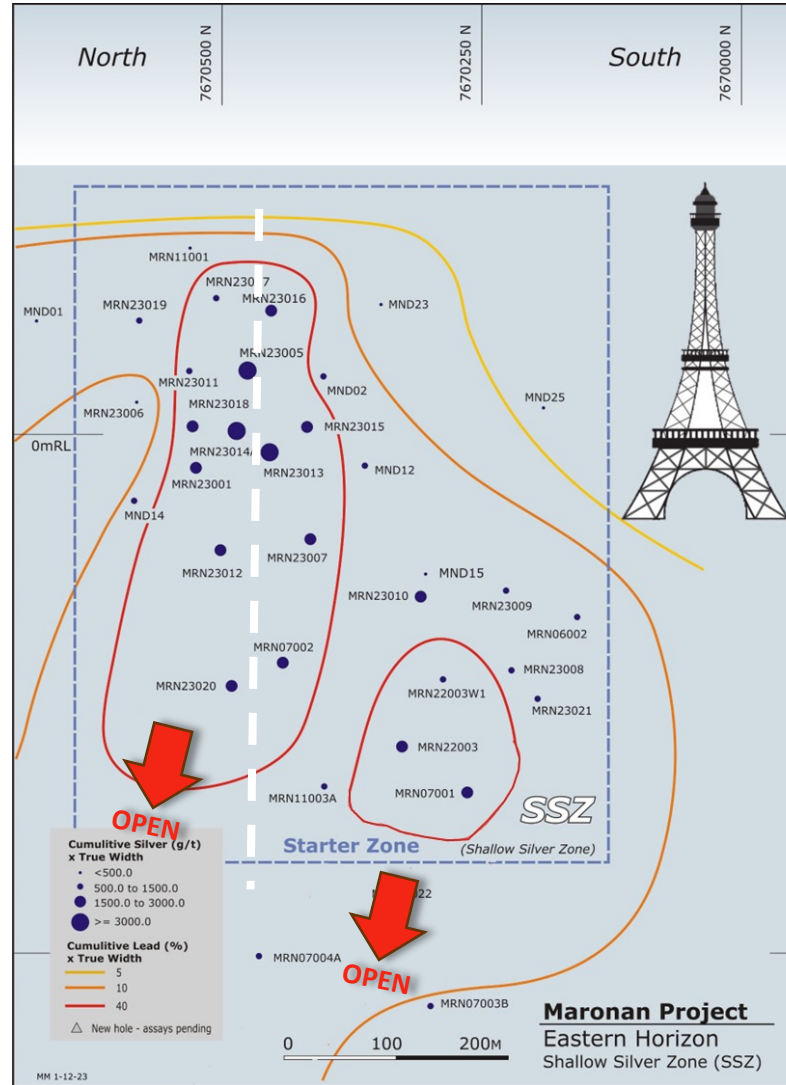 North
7670500 N
7670250 N
South
7670000 N
MRN11001
MRN23017
MRN23016
MND23
MND01
MRN23019
MRN23005
MRN23011
MND02
MRN23006
MRN23018
MND25
MRN23015
0mRL
MRN23014A
MRN23013
MRN23001
MND12
MND14
MRN23007
MRN23012
MND15
MRN23010
MRN23009
MRN06002
MRN07002
MRN23008
MRN23020
MRN22003W1
MRN23021
MRN22003
MRN11003A
MRN07001
SSZ
OPEN
Starter Zone
(Shallow Silver Zone)
Cumulitive Silver (g/t)
x True Width
<500.0
500.0 to 1500.0
1500.0 to 3000.0
>= 3000.0
Cumulitive Lead (%)
x True Width
5
10
40
New hole - assays pending
MRN07004A
OPEN
MRN07003B
0 100 200M
Maronan Project
Eastern Horizon
Shallow Silver Zone (SSZ)
MM 1-12-23